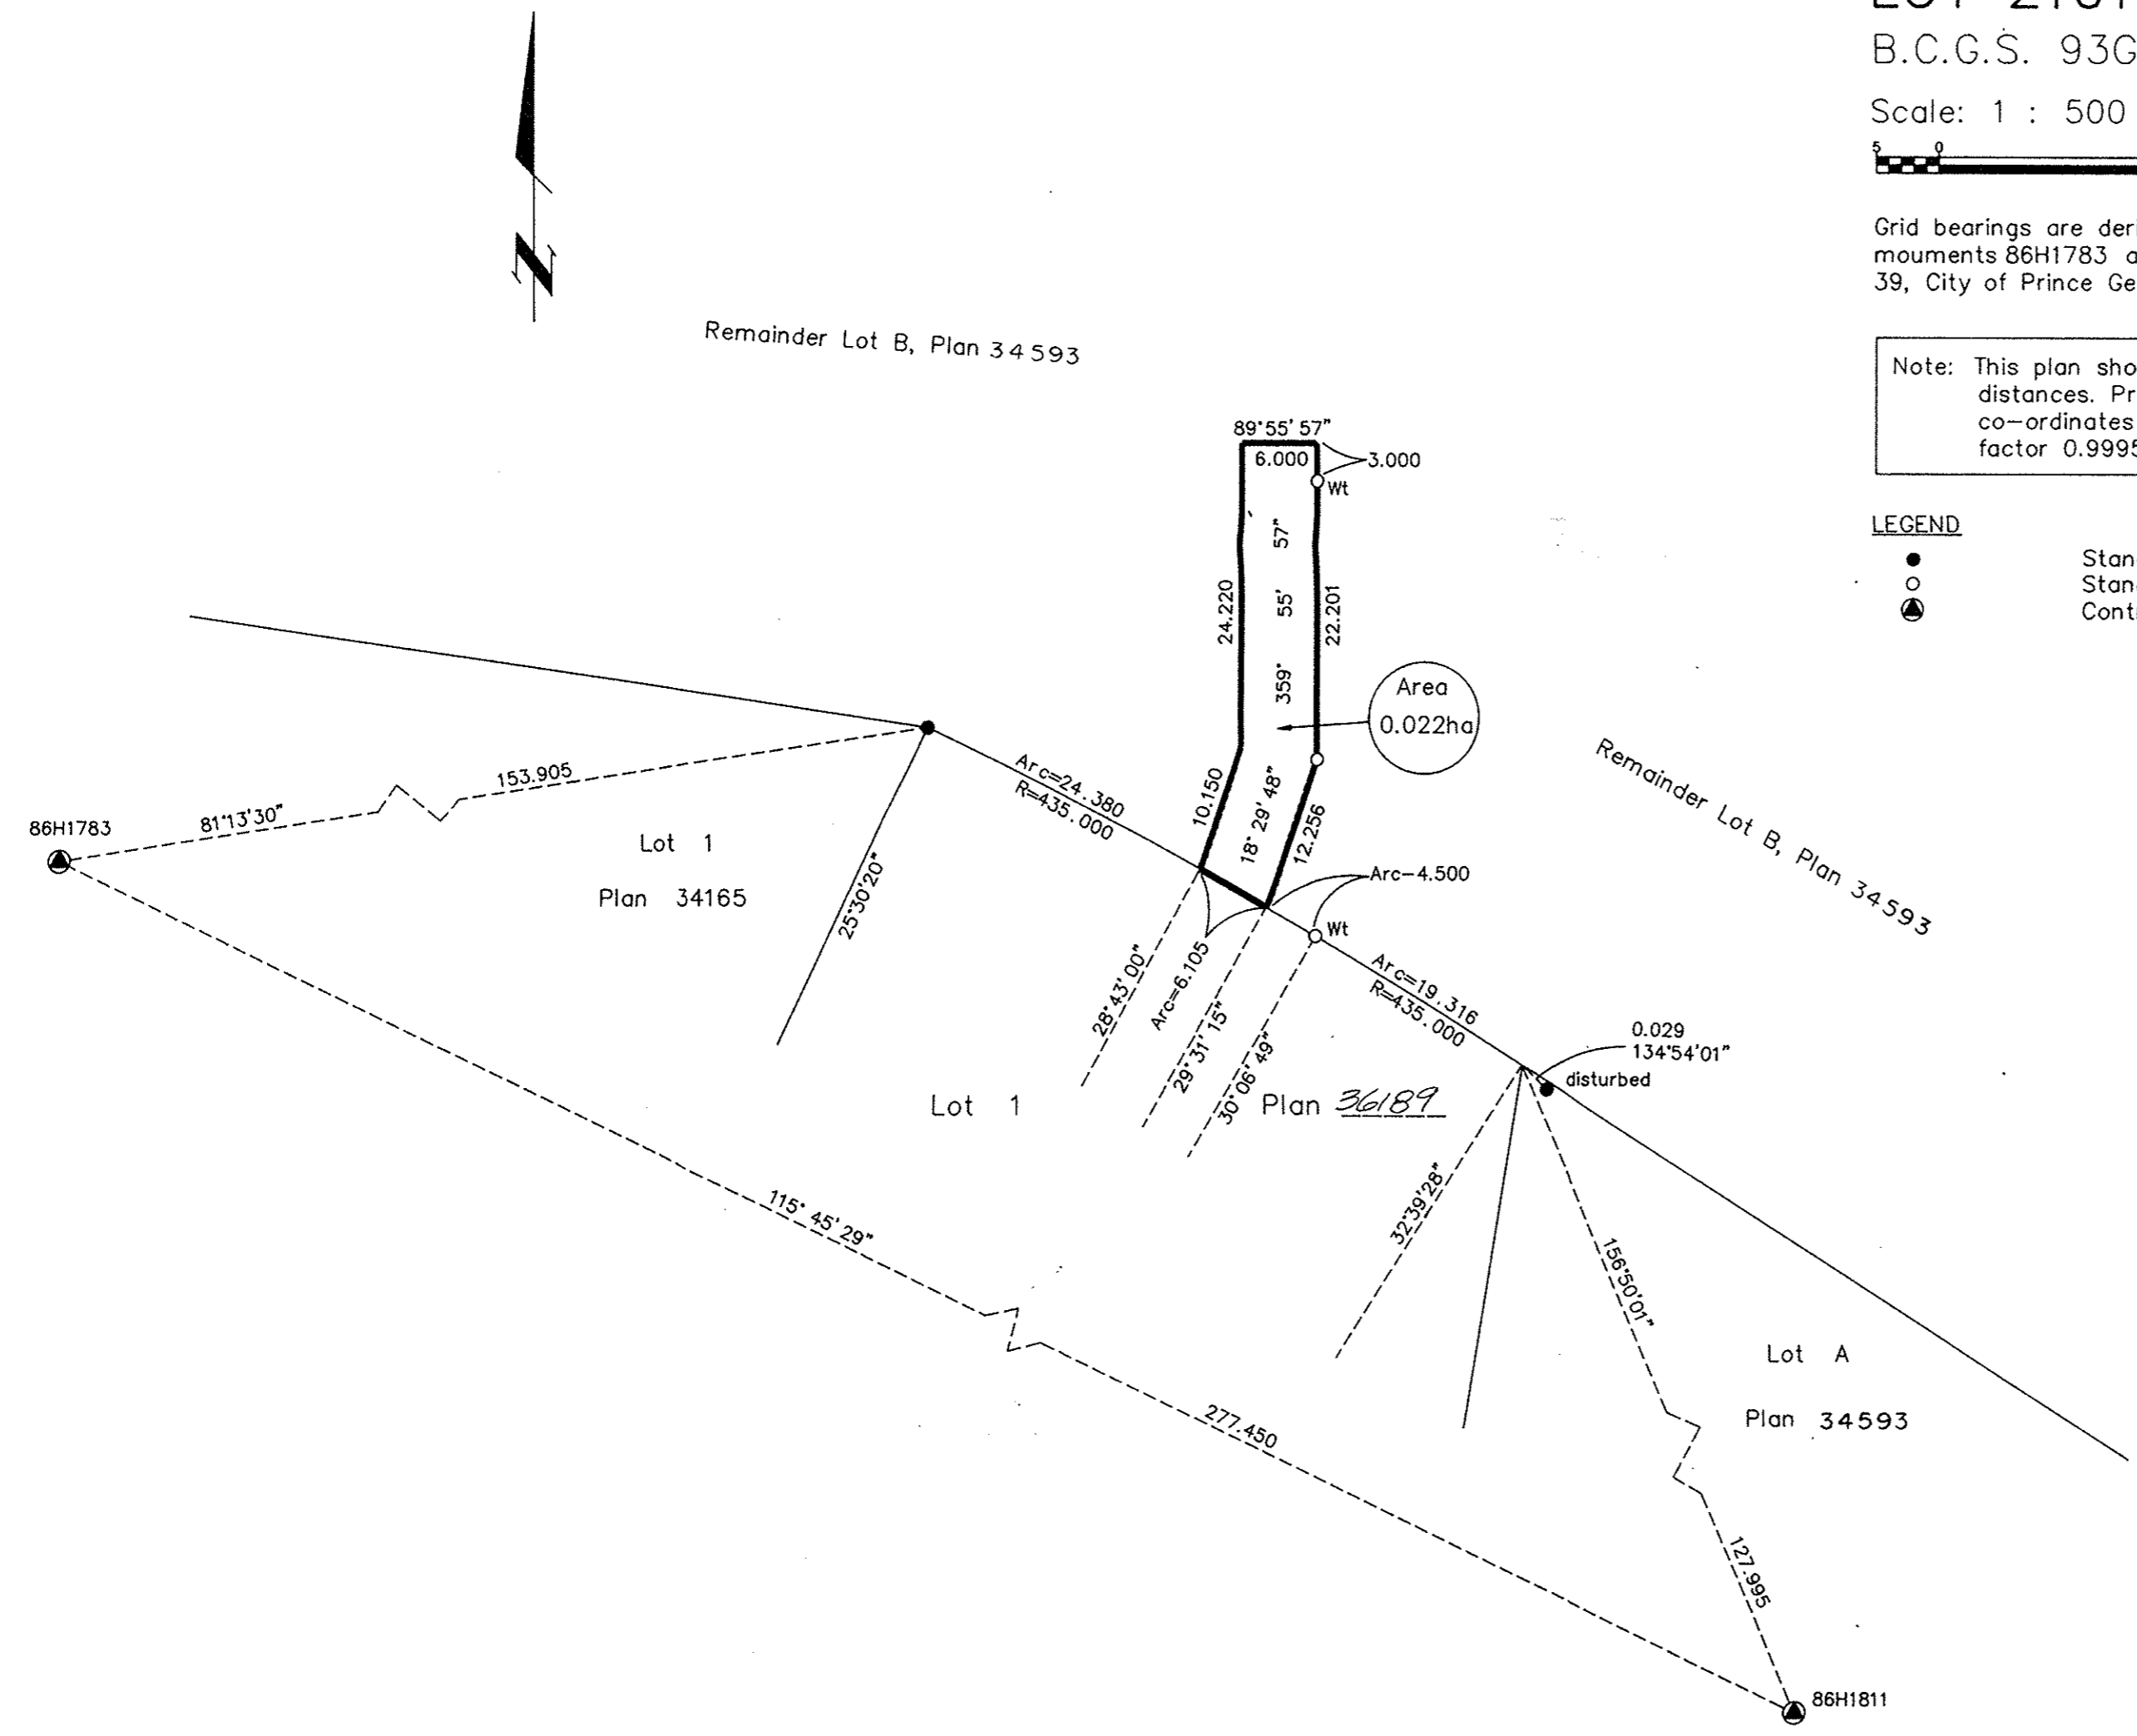 B.C.G.S. 93G
Scale: 1 : 500
5 0
Grid bearings are deri
mouments 86H1783 a
39, City of Prince Ge
N
Remainder Lot B, Plan 34593
Note: This plan sho
distances. Pr
co-ordinates
factor 0.9995
89°55'57"
6.000
3.000
Wt
LEGEND
Stan
Stan
Cont
24.220
359° 55' 57"
22.201
Area
0.022ha
Remainder Lot B, Plan 34593
153.905
81°13'30"
86H1783
Arc=24.380
R=435.000
10.150
18° 29' 48"
12.256
Lot 1
Plan 34165
25°30'20"
Arc-4.500
Wt
28°43'00"
Arc=6.105
29°31'15"
30°06'49"
Arc=19.316
R=435.000
0.029
134°54'01"
disturbed
Lot 1
Plan 36189
32°39'28"
115° 45' 29"
156°50'01"
Lot A
Plan 34593
277.450
127.995
86H1811